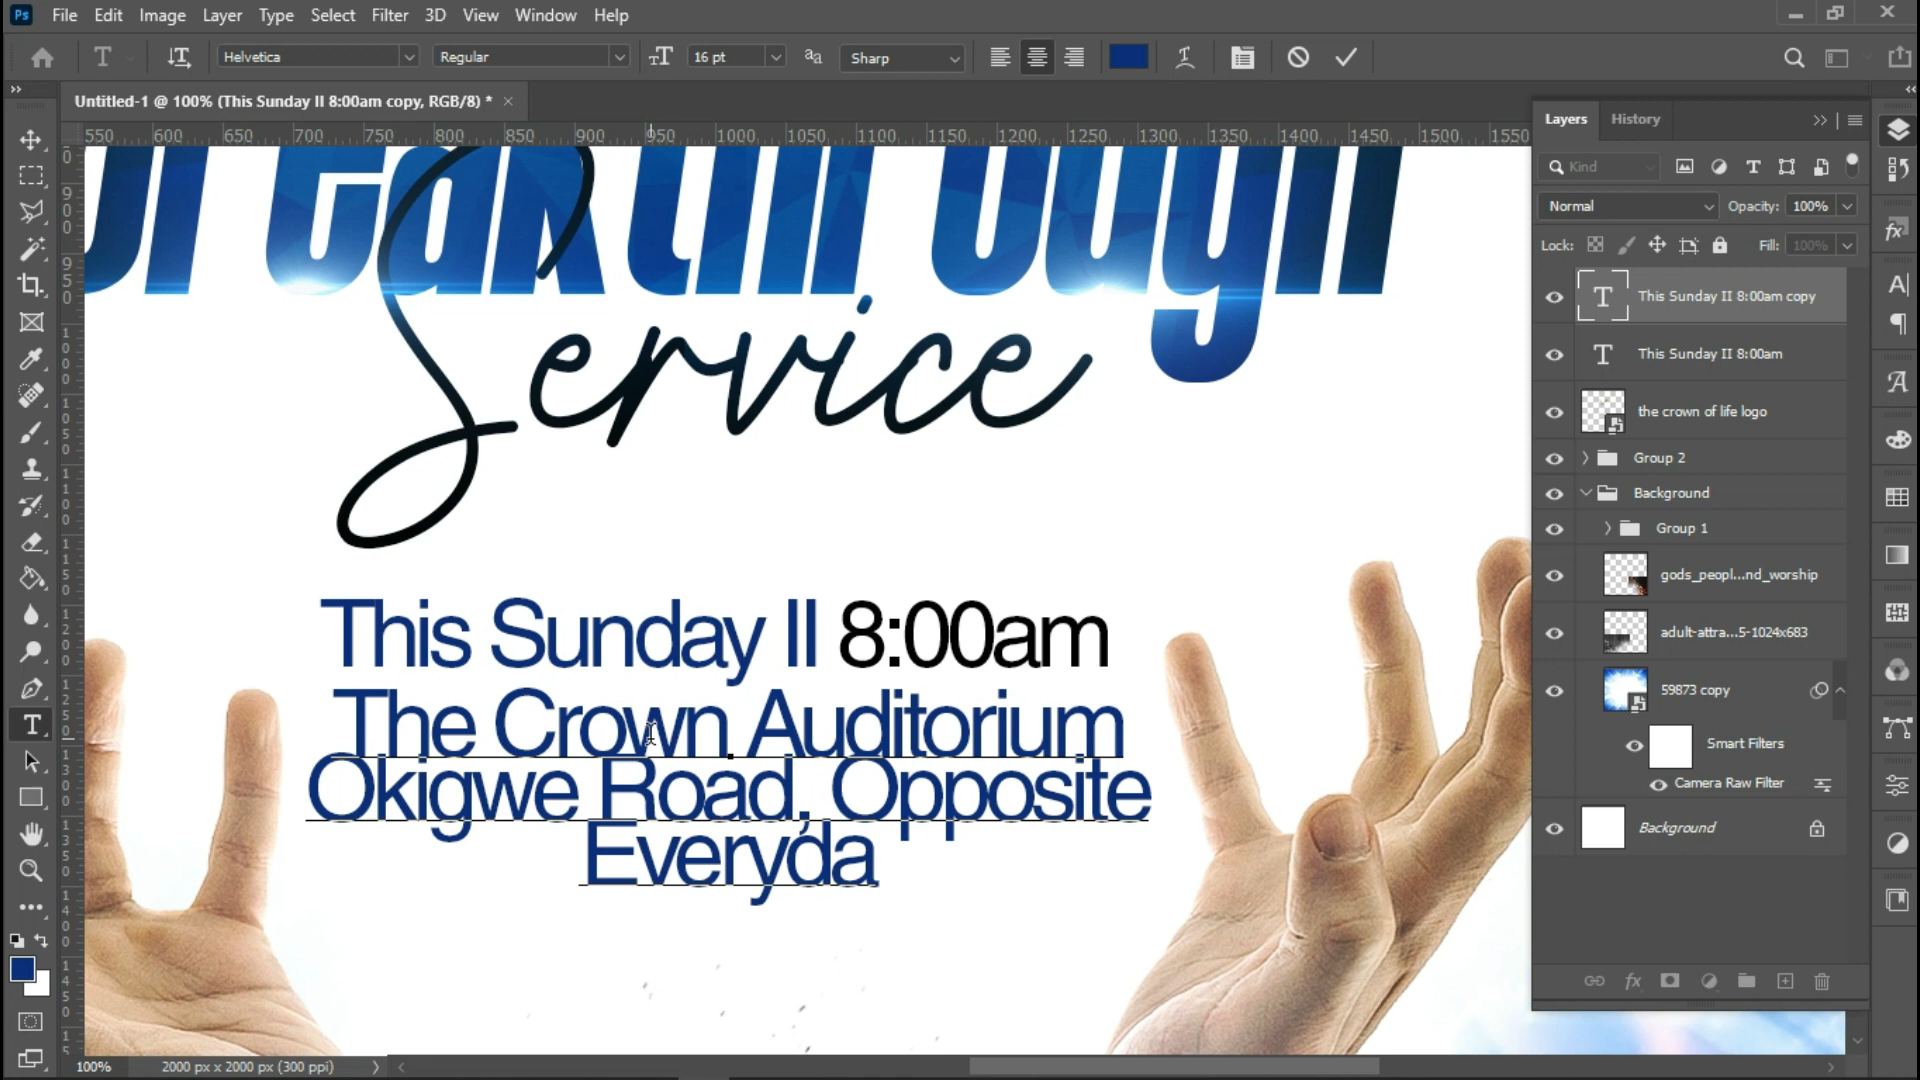 Ps File Edit Image Layer Type Select Filter 3D View Window Help
T Helvetica Regular 16 pt aa Sharp
Untitled-1 @ 100% (This Sunday II 8:00am copy, RGB/8) * ×
550 600 650 700 750 800 850 900 950 1000 1050 1100 1150 1200 1250 1300 1350 1400 1450 1500 1550
Service
This Sunday II 8:00am
The Crown Auditorium
Okigwe Road, Opposite
Everyda
Layers History
Kind
Normal Opacity: 100%
Lock: Fill: 100%
This Sunday II 8:00am copy
This Sunday II 8:00am
the crown of life logo
Group 2
Background
Group 1
gods_peopl...nd_worship
adult-attra...5-1024x683
59873 copy
Smart Filters
Camera Raw Filter
Background
fx
100% 2000 px x 2000 px (300 ppi)